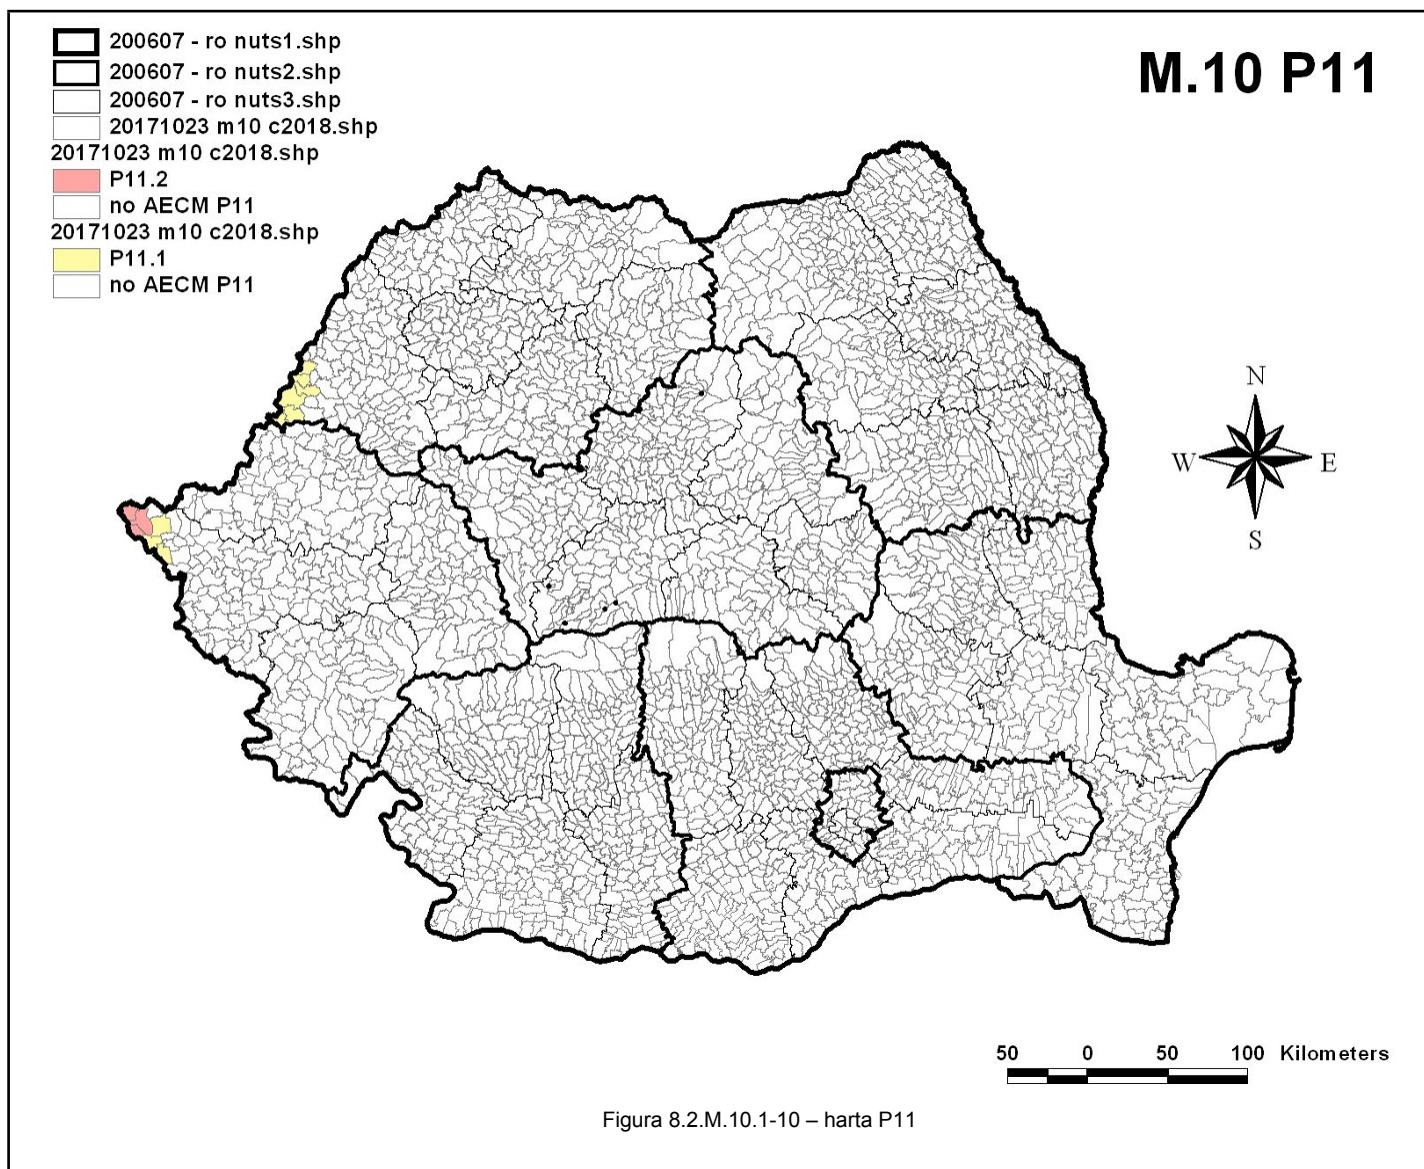 200607 - ro nuts1.shp
200607 - ro nuts2.shp
200607 - ro nuts3.shp
20171023 m10 c2018.shp
20171023 m10 c2018.shp
P11.2
no AECM P11
20171023 m10 c2018.shp
P11.1
no AECM P11
M.10 P11
N
W E
S
50 0 50 100 Kilometers
Figura 8.2.M.10.1-10 – harta P11